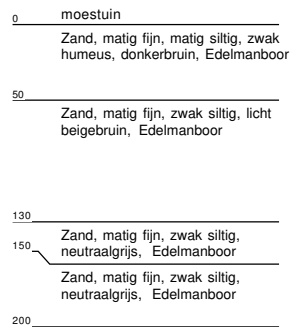 0 moestuin
Zand, matig fijn, matig siltig, zwak
humeus, donkerbruin, Edelmanboor
50
Zand, matig fijn, zwak siltig, licht
beigebruin, Edelmanboor
130
Zand, matig fijn, zwak siltig,
neutraalgrijs, Edelmanboor
150
Zand, matig fijn, zwak siltig,
neutraalgrijs, Edelmanboor
200